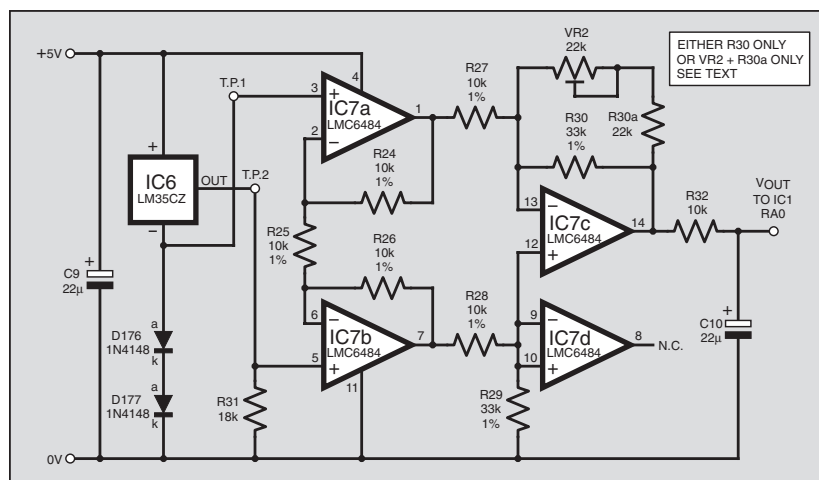 +5V
T.P.1
4
3
+
IC7a
LMC6484
2
−
1
R27
10k
1%
VR2
22k
EITHER R30 ONLY
OR VR2 + R30a ONLY
SEE TEXT
R30
33k
1%
R30a
22k
+
IC6
LM35CZ
−
OUT
T.P.2
R24
10k
1%
R25
10k
1%
R26
10k
1%
13
−
IC7c
LMC6484
12
+
14
R32
10k
VOUT
TO IC1
RA0
+
C9
22µ
a
D176
1N4148
k
a
D177
1N4148
k
6
−
IC7b
LMC6484
5
+
7
11
R28
10k
1%
9
−
IC7d
LMC6484
10
+
8
N.C.
+
C10
22µ
R31
18k
R29
33k
1%
0V